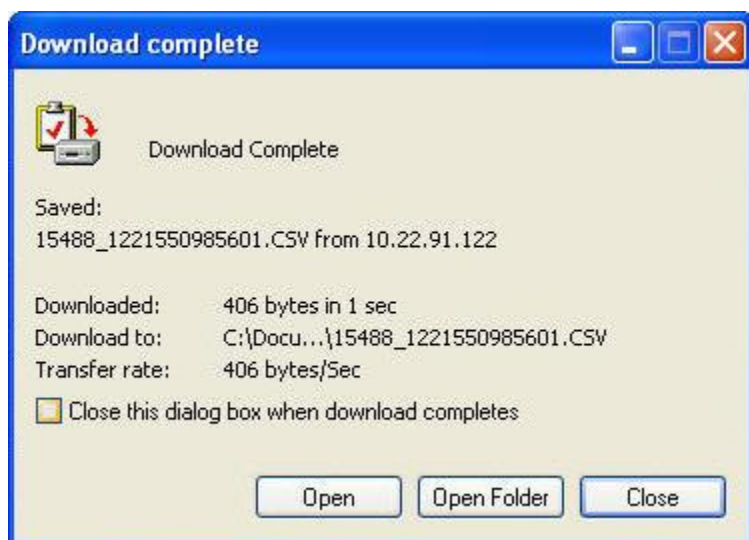 Download complete
Download Complete
Saved:
15488_1221550985601.CSV from 10.22.91.122
Downloaded: 406 bytes in 1 sec
Download to: C:\Docu...\15488_1221550985601.CSV
Transfer rate: 406 bytes/Sec
Close this dialog box when download completes
Open Open Folder Close